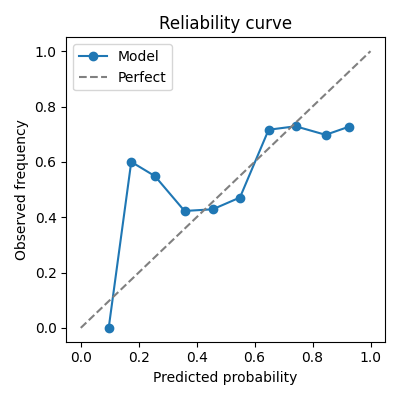 Reliability curve
Model
Perfect
Observed frequency
1.0
0.8
0.6
0.4
0.2
0.0
0.0 0.2 0.4 0.6 0.8 1.0
Predicted probability